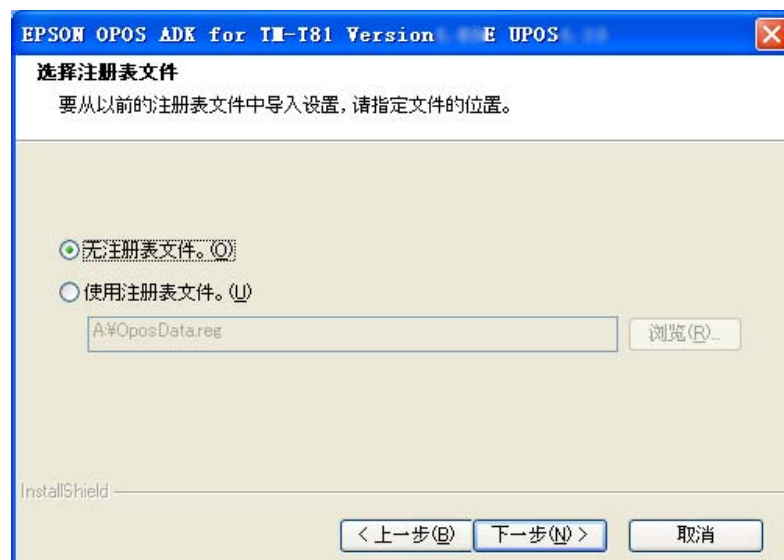 EPSON OPOS ADK for TM-T81 Version E UPOS
选择注册表文件
要从以前的注册表文件中导入设置,请指定文件的位置。
无注册表文件。(O)
使用注册表文件。(U)
A:¥OposData.reg
浏览(R)...
InstallShield
< 上一步(B)
下一步(N) >
取消